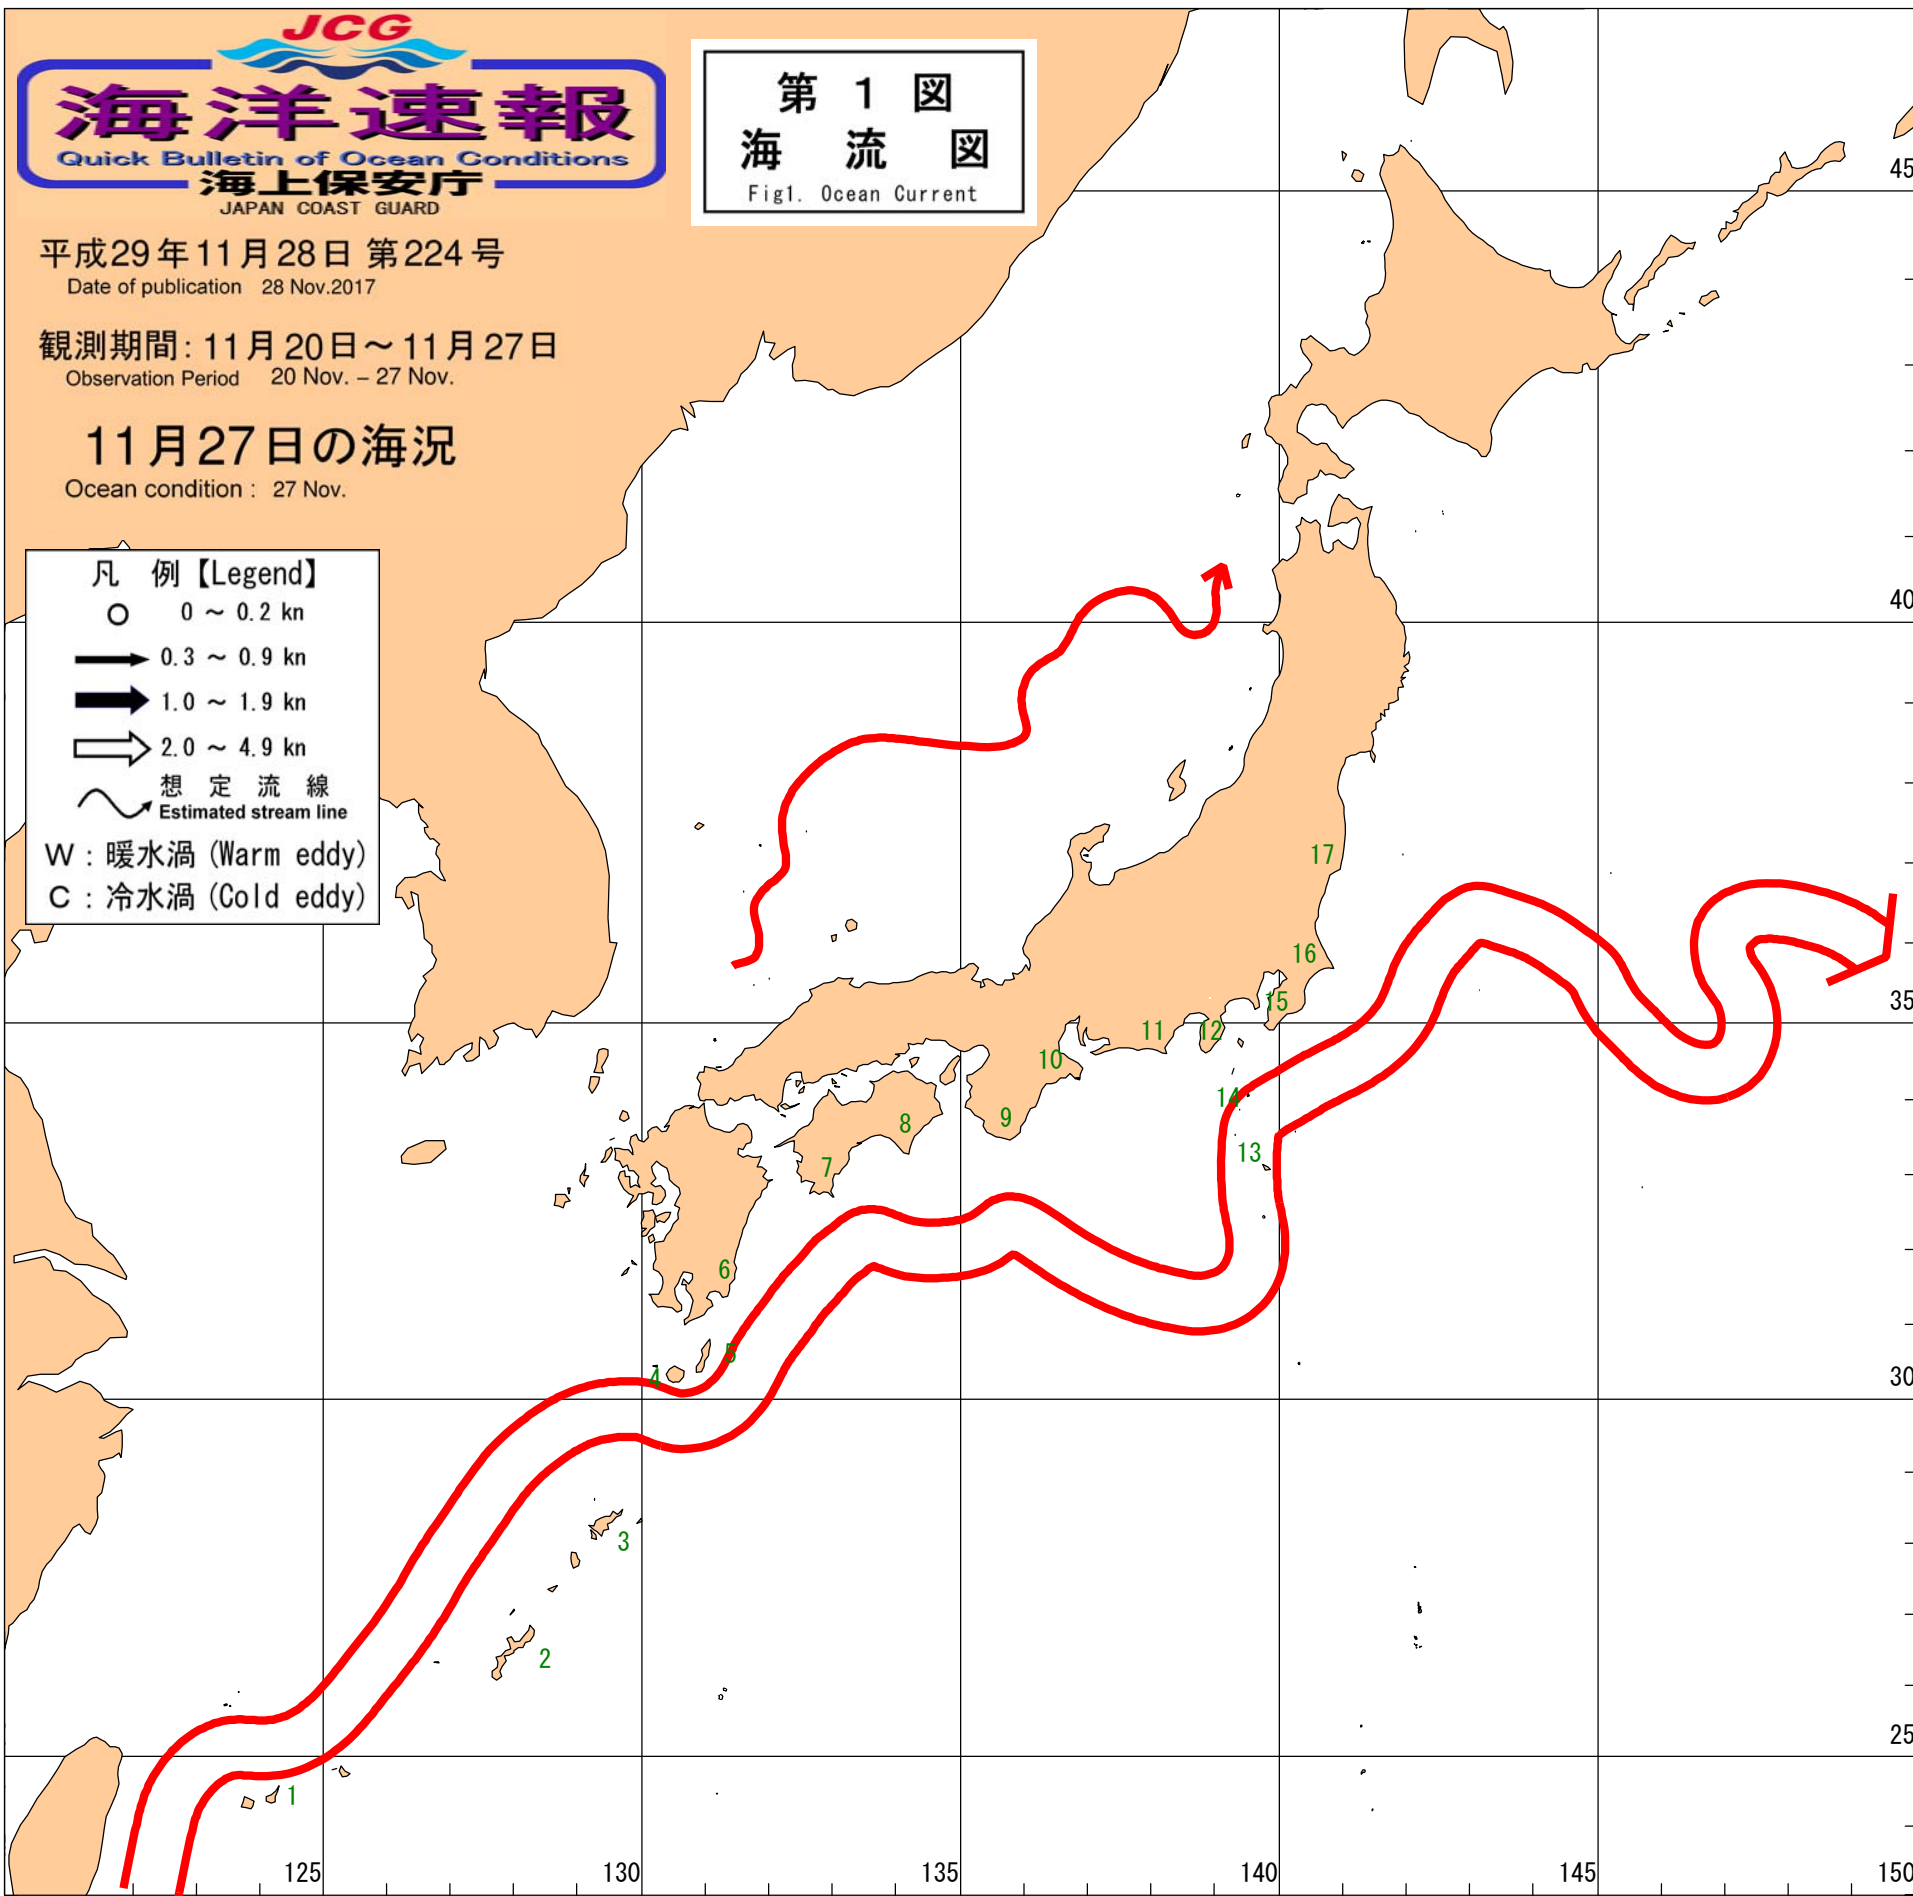 JCG
海洋速報
Quick Bulletin of Ocean Conditions
海上保安庁
JAPAN COAST GUARD
第 1 図
海 流 図
Fig1. Ocean Current
平成29年11月28日 第224号
Date of publication 28 Nov.2017
観測期間: 11月20日～11月27日
Observation Period 20 Nov. – 27 Nov.
11月27日の海況
Ocean condition : 27 Nov.
凡 例【Legend】
0 ～ 0.2 kn
0.3 ～ 0.9 kn
1.0 ～ 1.9 kn
2.0 ～ 4.9 kn
想 定 流 線
Estimated stream line
W : 暖水渦 (Warm eddy)
C : 冷水渦 (Cold eddy)
45
40
17
16
35
15
12
11
10
14
9
8
13
7
6
5
4
30
3
2
25
1
125
130
135
140
145
150